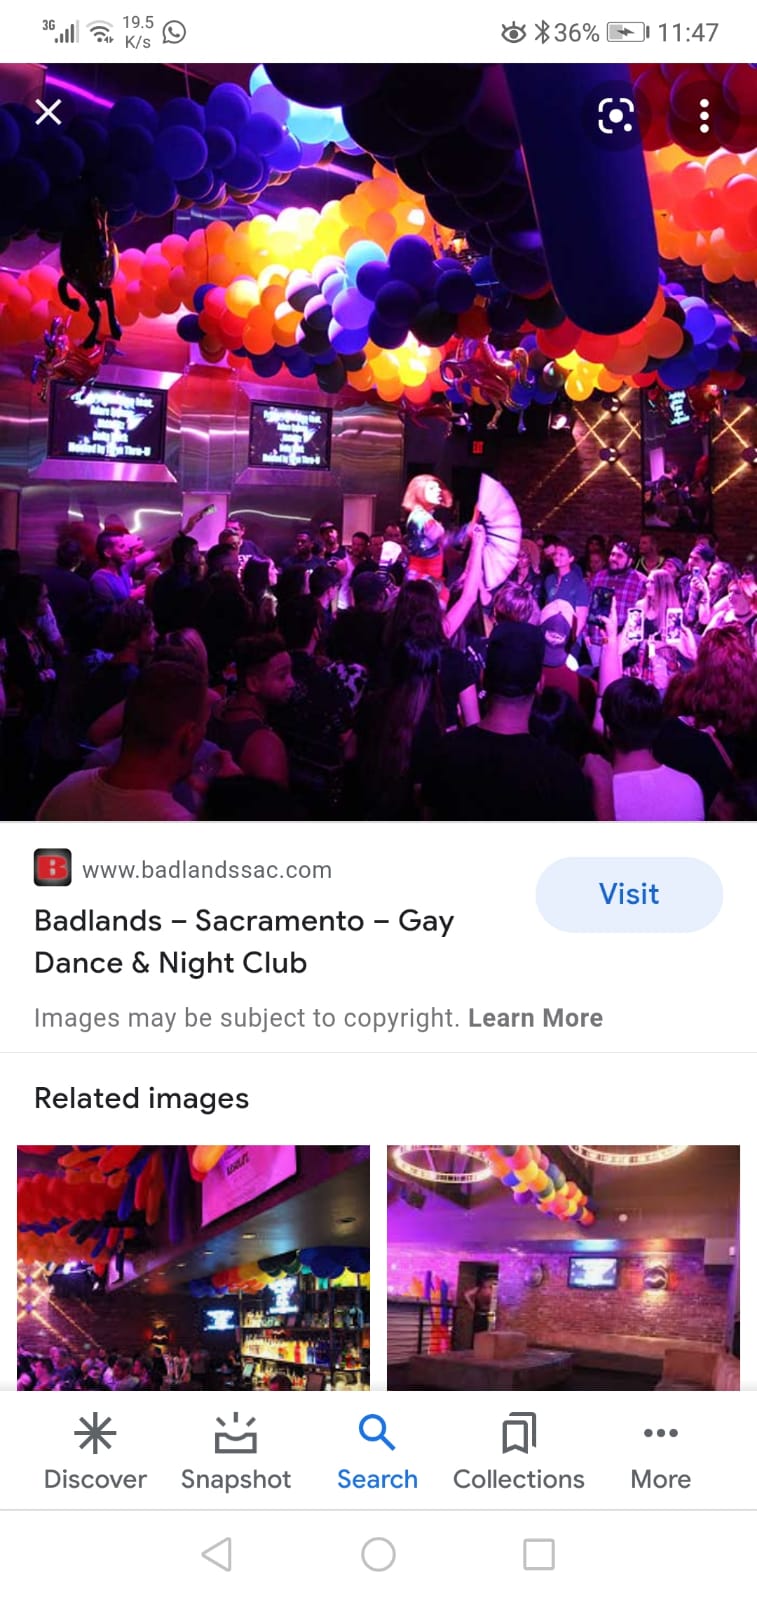 3G
19.5
K/s
36%
11:47
B
www.badlandssac.com
Visit
Badlands – Sacramento – Gay
Dance & Night Club
Images may be subject to copyright. Learn More
Related images
Discover
Snapshot
Search
Collections
More